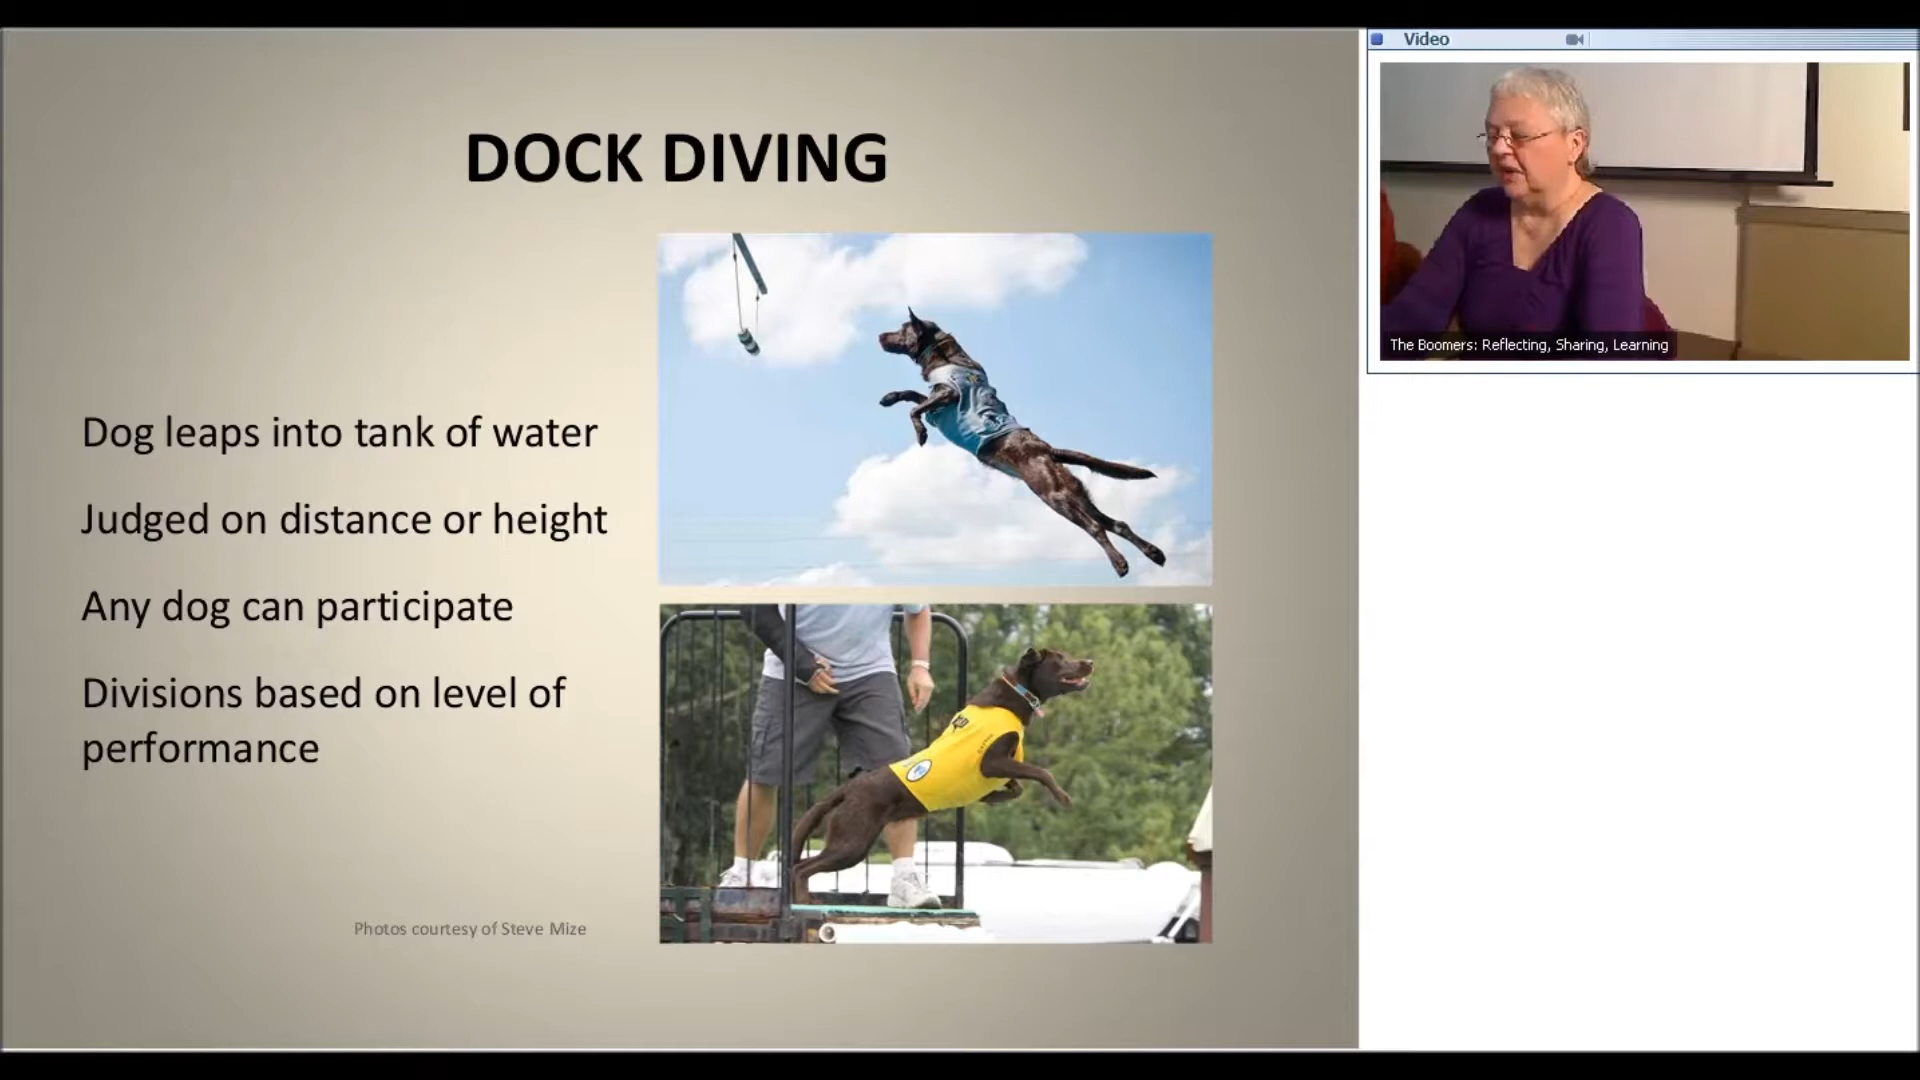 DOCK DIVING
Dog leaps into tank of water
Judged on distance or height
Any dog can participate
Divisions based on level of
performance
Photos courtesy of Steve Mize
Video
The Boomers: Reflecting, Sharing, Learning